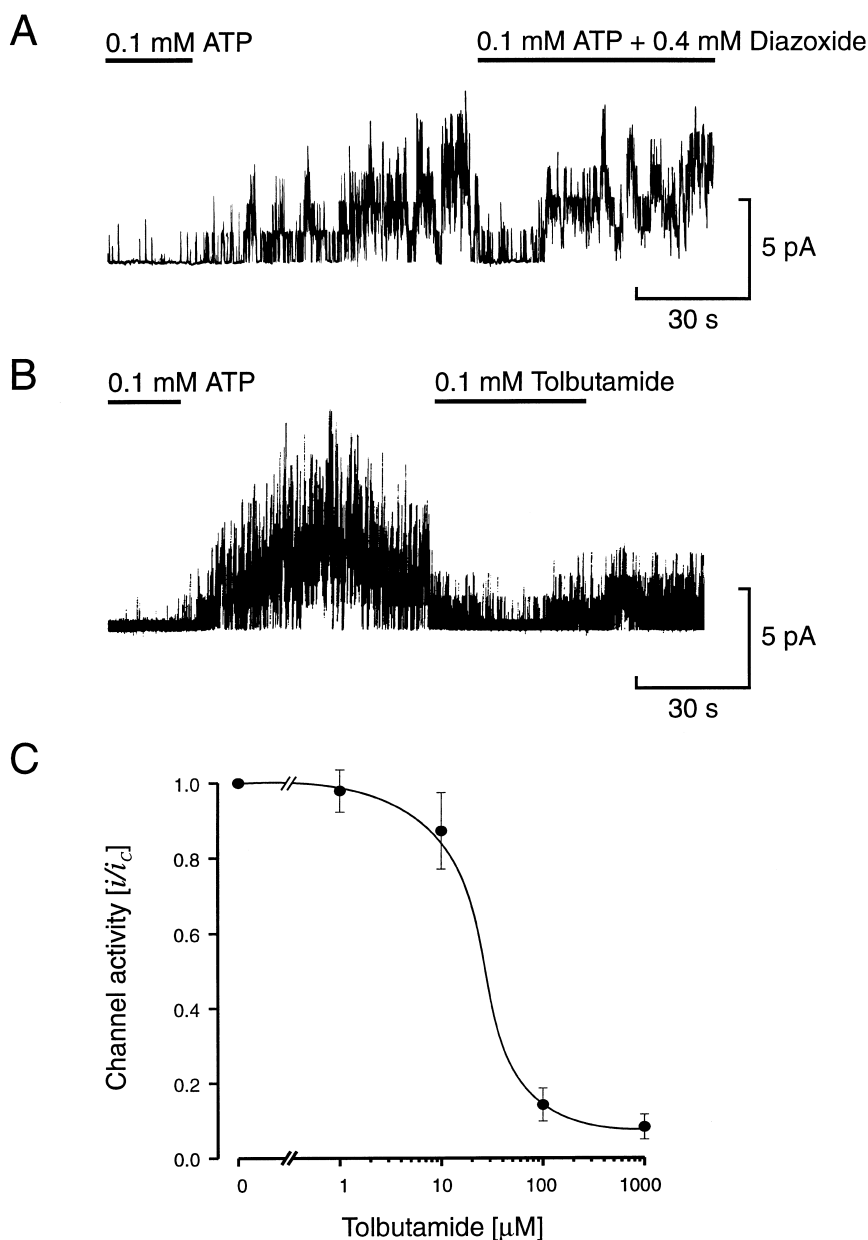 A
0.1 mM ATP
0.1 mM ATP + 0.4 mM Diazoxide
5 pA
30 s
B
0.1 mM ATP
0.1 mM Tolbutamide
5 pA
30 s
C
Channel activity [i/i_C]
1.0
0.8
0.6
0.4
0.2
0.0
0 1 10 100 1000
Tolbutamide [µM]